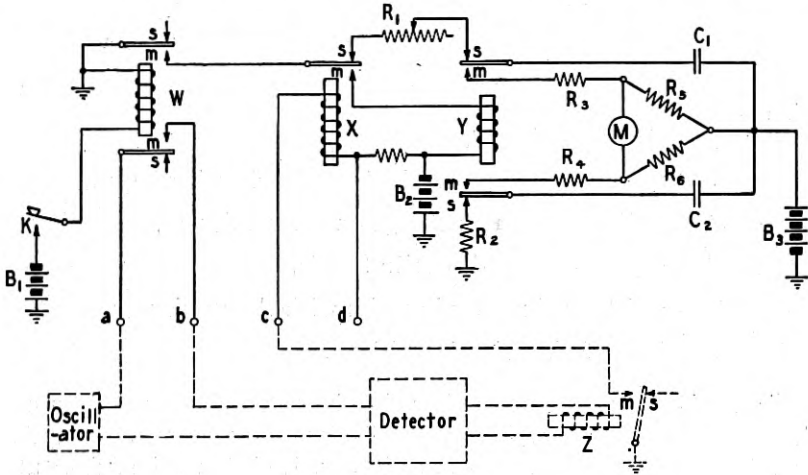 R1
C1
S
S
S
m
m
m
W
R3
R5
X
Y
M
m
S
R4
R6
m
S
B2
C2
K
R2
B3
B1
a
b
c
d
m
S
Oscill
-ator
Detector
Z